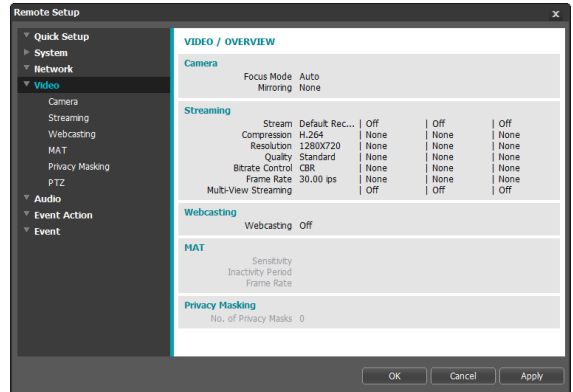 Remote Setup x
Quick Setup
System
Network
Video
Camera
Streaming
Webcasting
MAT
Privacy Masking
PTZ
Audio
Event Action
Event
VIDEO / OVERVIEW
Camera
Focus Mode Auto
Mirroring None
Streaming
Stream Default Rec... | Off | Off | Off
Compression H.264 | None | None | None
Resolution 1280X720 | None | None | None
Quality Standard | None | None | None
Bitrate Control CBR | None | None | None
Frame Rate 30.00 ips | None | None | None
Multi-View Streaming | Off | Off | Off
Webcasting
Webcasting Off
MAT
Sensitivity
Inactivity Period
Frame Rate
Privacy Masking
No. of Privacy Masks 0
OK Cancel Apply